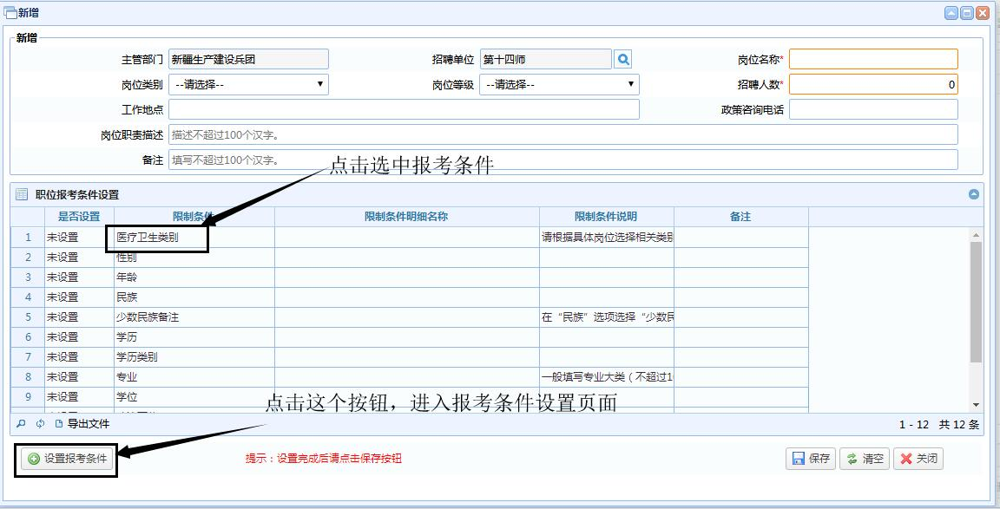 新增
新增
主管部门 新疆生产建设兵团 招聘单位 第十四师 岗位名称*
岗位类别 --请选择-- 岗位等级 --请选择-- 招聘人数* 0
工作地点 政策咨询电话
岗位职责描述 描述不超过100个汉字。
备注 填写不超过100个汉字。
点击选中报考条件
职位报考条件设置
是否设置 限制条件 限制条件明细名称 限制条件说明 备注
1 未设置 医疗卫生类别 请根据具体岗位选择相关类别
2 未设置 性别
3 未设置 年龄
4 未设置 民族
5 未设置 少数民族备注 在“民族”选项选择“少数民
6 未设置 学历
7 未设置 学历类别
8 未设置 专业 一般填写专业大类（不超过10
9 未设置 学位
点击这个按钮，进入报考条件设置页面
导出文件 1 - 12 共 12 条
设置报考条件 提示：设置完成后请点击保存按钮 保存 清空 关闭